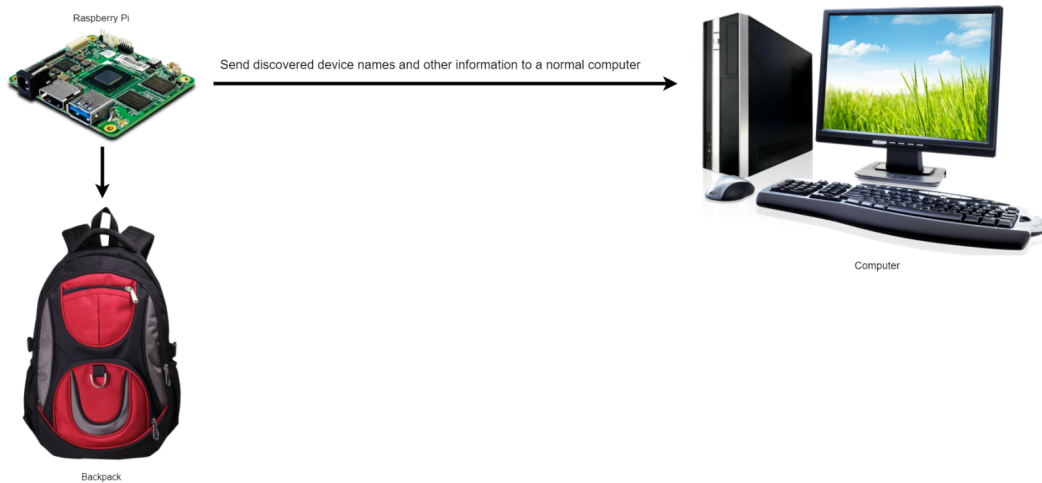 Raspberry Pi
Send discovered device names and other information to a normal computer
Computer
Backpack